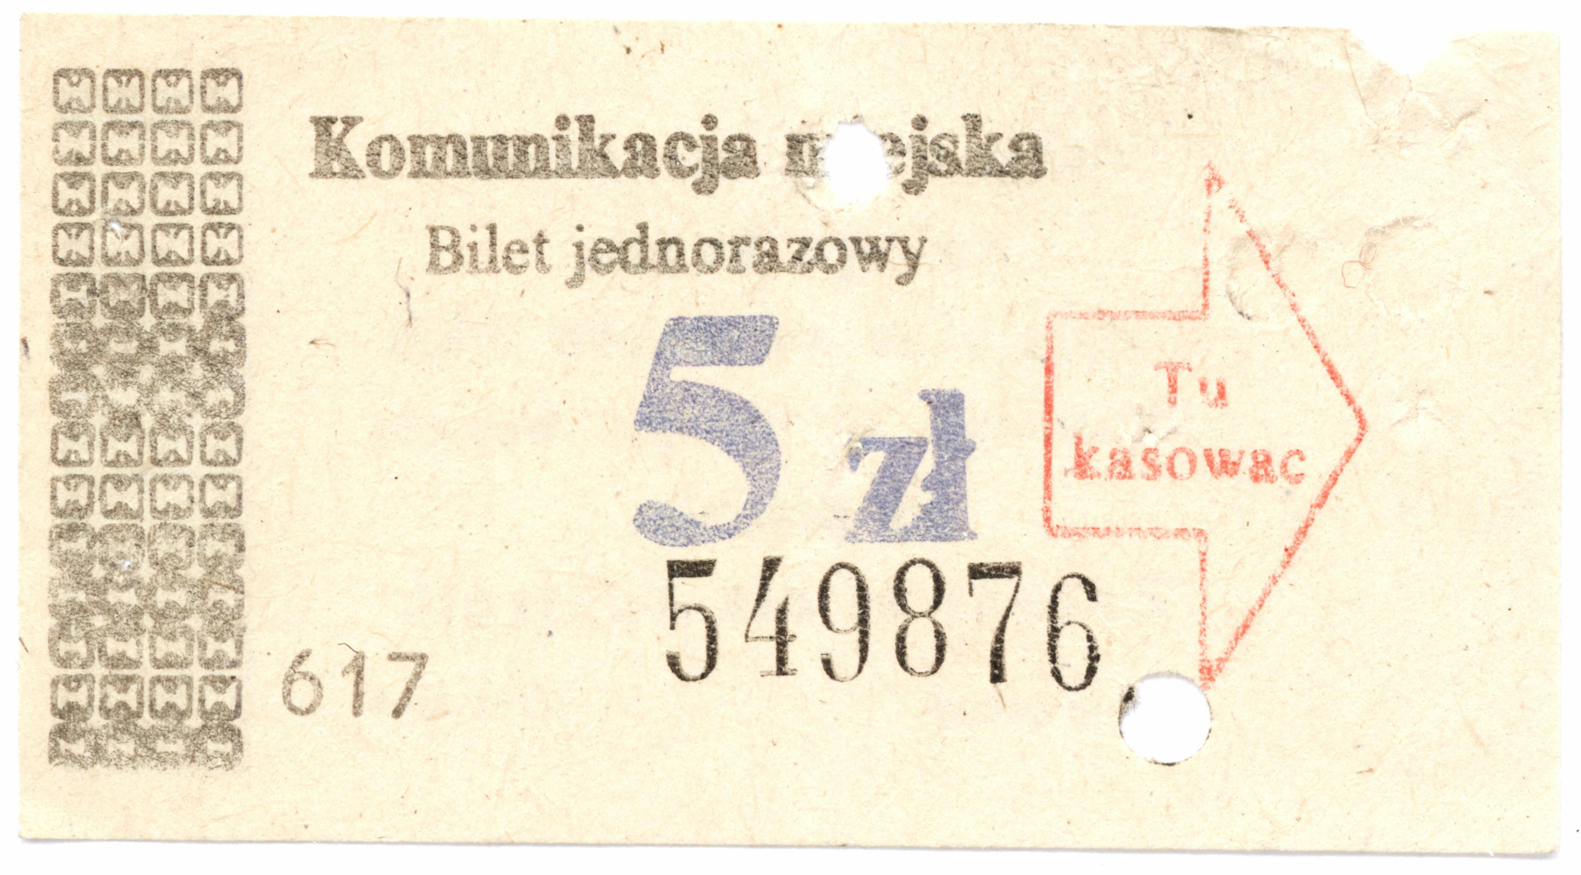 Komunikacja miejska
Bilet jednorazowy
5 zł
Tu
kasowac
549876
617